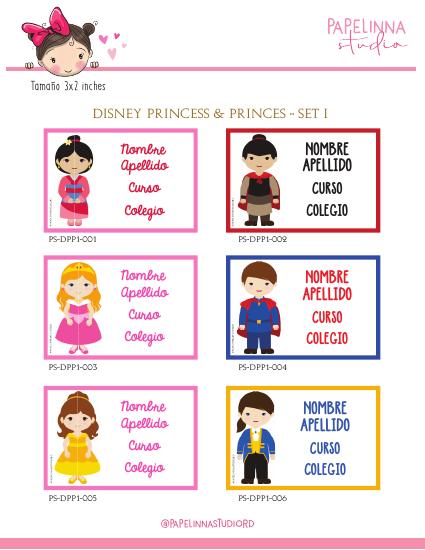 PAPELINNA
studio
Tamaño 3x2 inches
DISNEY PRINCESS & PRINCES - SET I
Nombre
Apellido
Curso
Colegio
PS-DPP1-001
NOMBRE
APELLIDO
CURSO
COLEGIO
PS-DPP1-002
Nombre
Apellido
Curso
Colegio
PS-DPP1-003
NOMBRE
APELLIDO
CURSO
COLEGIO
PS-DPP1-004
Nombre
Apellido
Curso
Colegio
PS-DPP1-005
NOMBRE
APELLIDO
CURSO
COLEGIO
PS-DPP1-006
@PAPELINNASTUDIORD